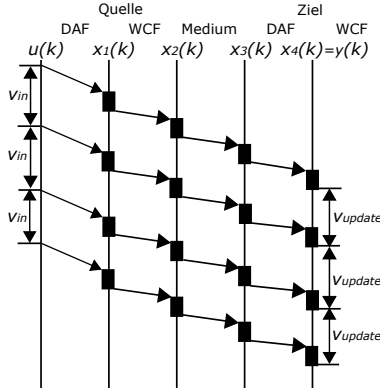 Quelle Ziel
DAF WCF Medium DAF WCF
u(k) x1(k) x2(k) x3(k) x4(k)=y(k)
vin
vin
vin
vupdate
vupdate
vupdate